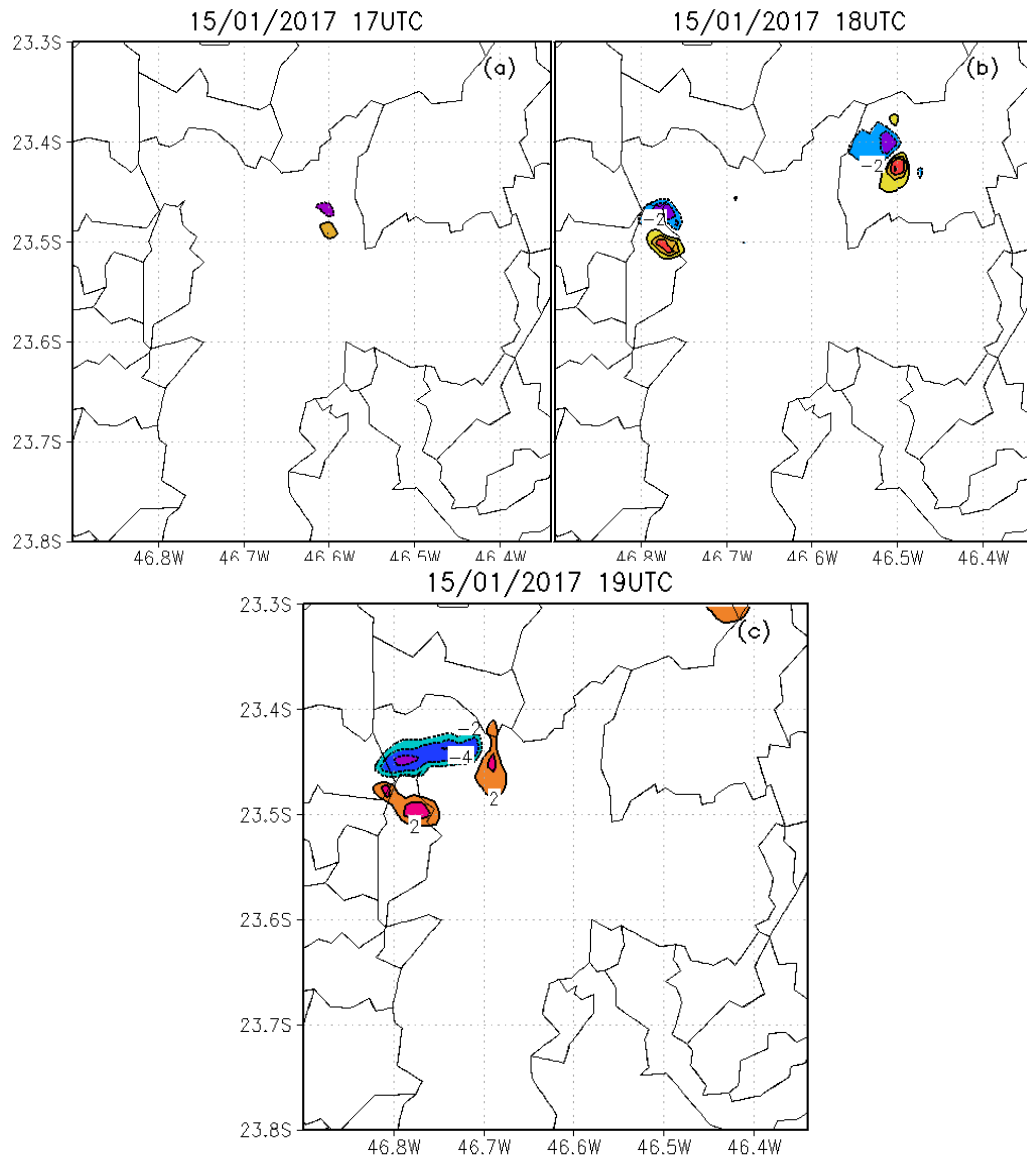 15/01/2017 17UTC
(a)
23.3S
23.4S
23.5S
23.6S
23.7S
23.8S
46.8W 46.7W 46.6W 46.5W 46.4W
15/01/2017 18UTC
(b)
-2
-2
46.8W 46.7W 46.6W 46.5W 46.4W
15/01/2017 19UTC
(c)
23.3S
23.4S
-2
-4
2
23.5S
2
23.6S
23.7S
23.8S
46.8W 46.7W 46.6W 46.5W 46.4W